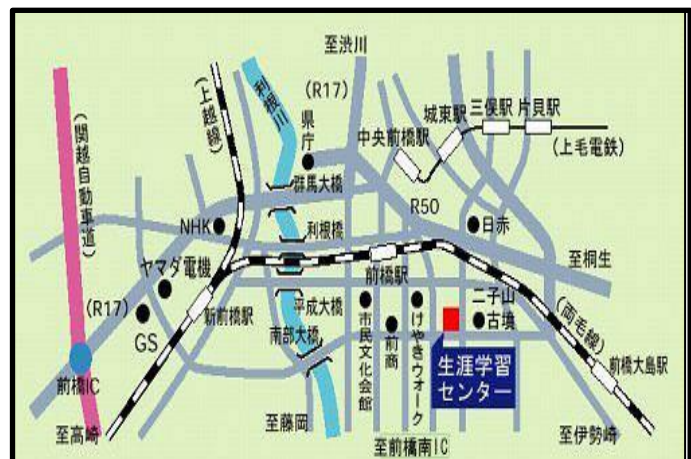 至渋川
(R17)
(上越線)
利根川
県庁
(関越自動車道)
城東駅
三俣駅
片貝駅
中央前橋駅
(上毛電鉄)
群馬大橋
R50
NHK
利根橋
日赤
ヤマダ電機
前橋駅
至桐生
(R17)
GS
新前橋駅
平成大橋
南部大橋
市民文化会館
前商
けやきウォーク
二子山
古墳
(両毛線)
生涯学習
センター
前橋大島駅
前橋IC
至高崎
至藤岡
至前橋南IC
至伊勢崎